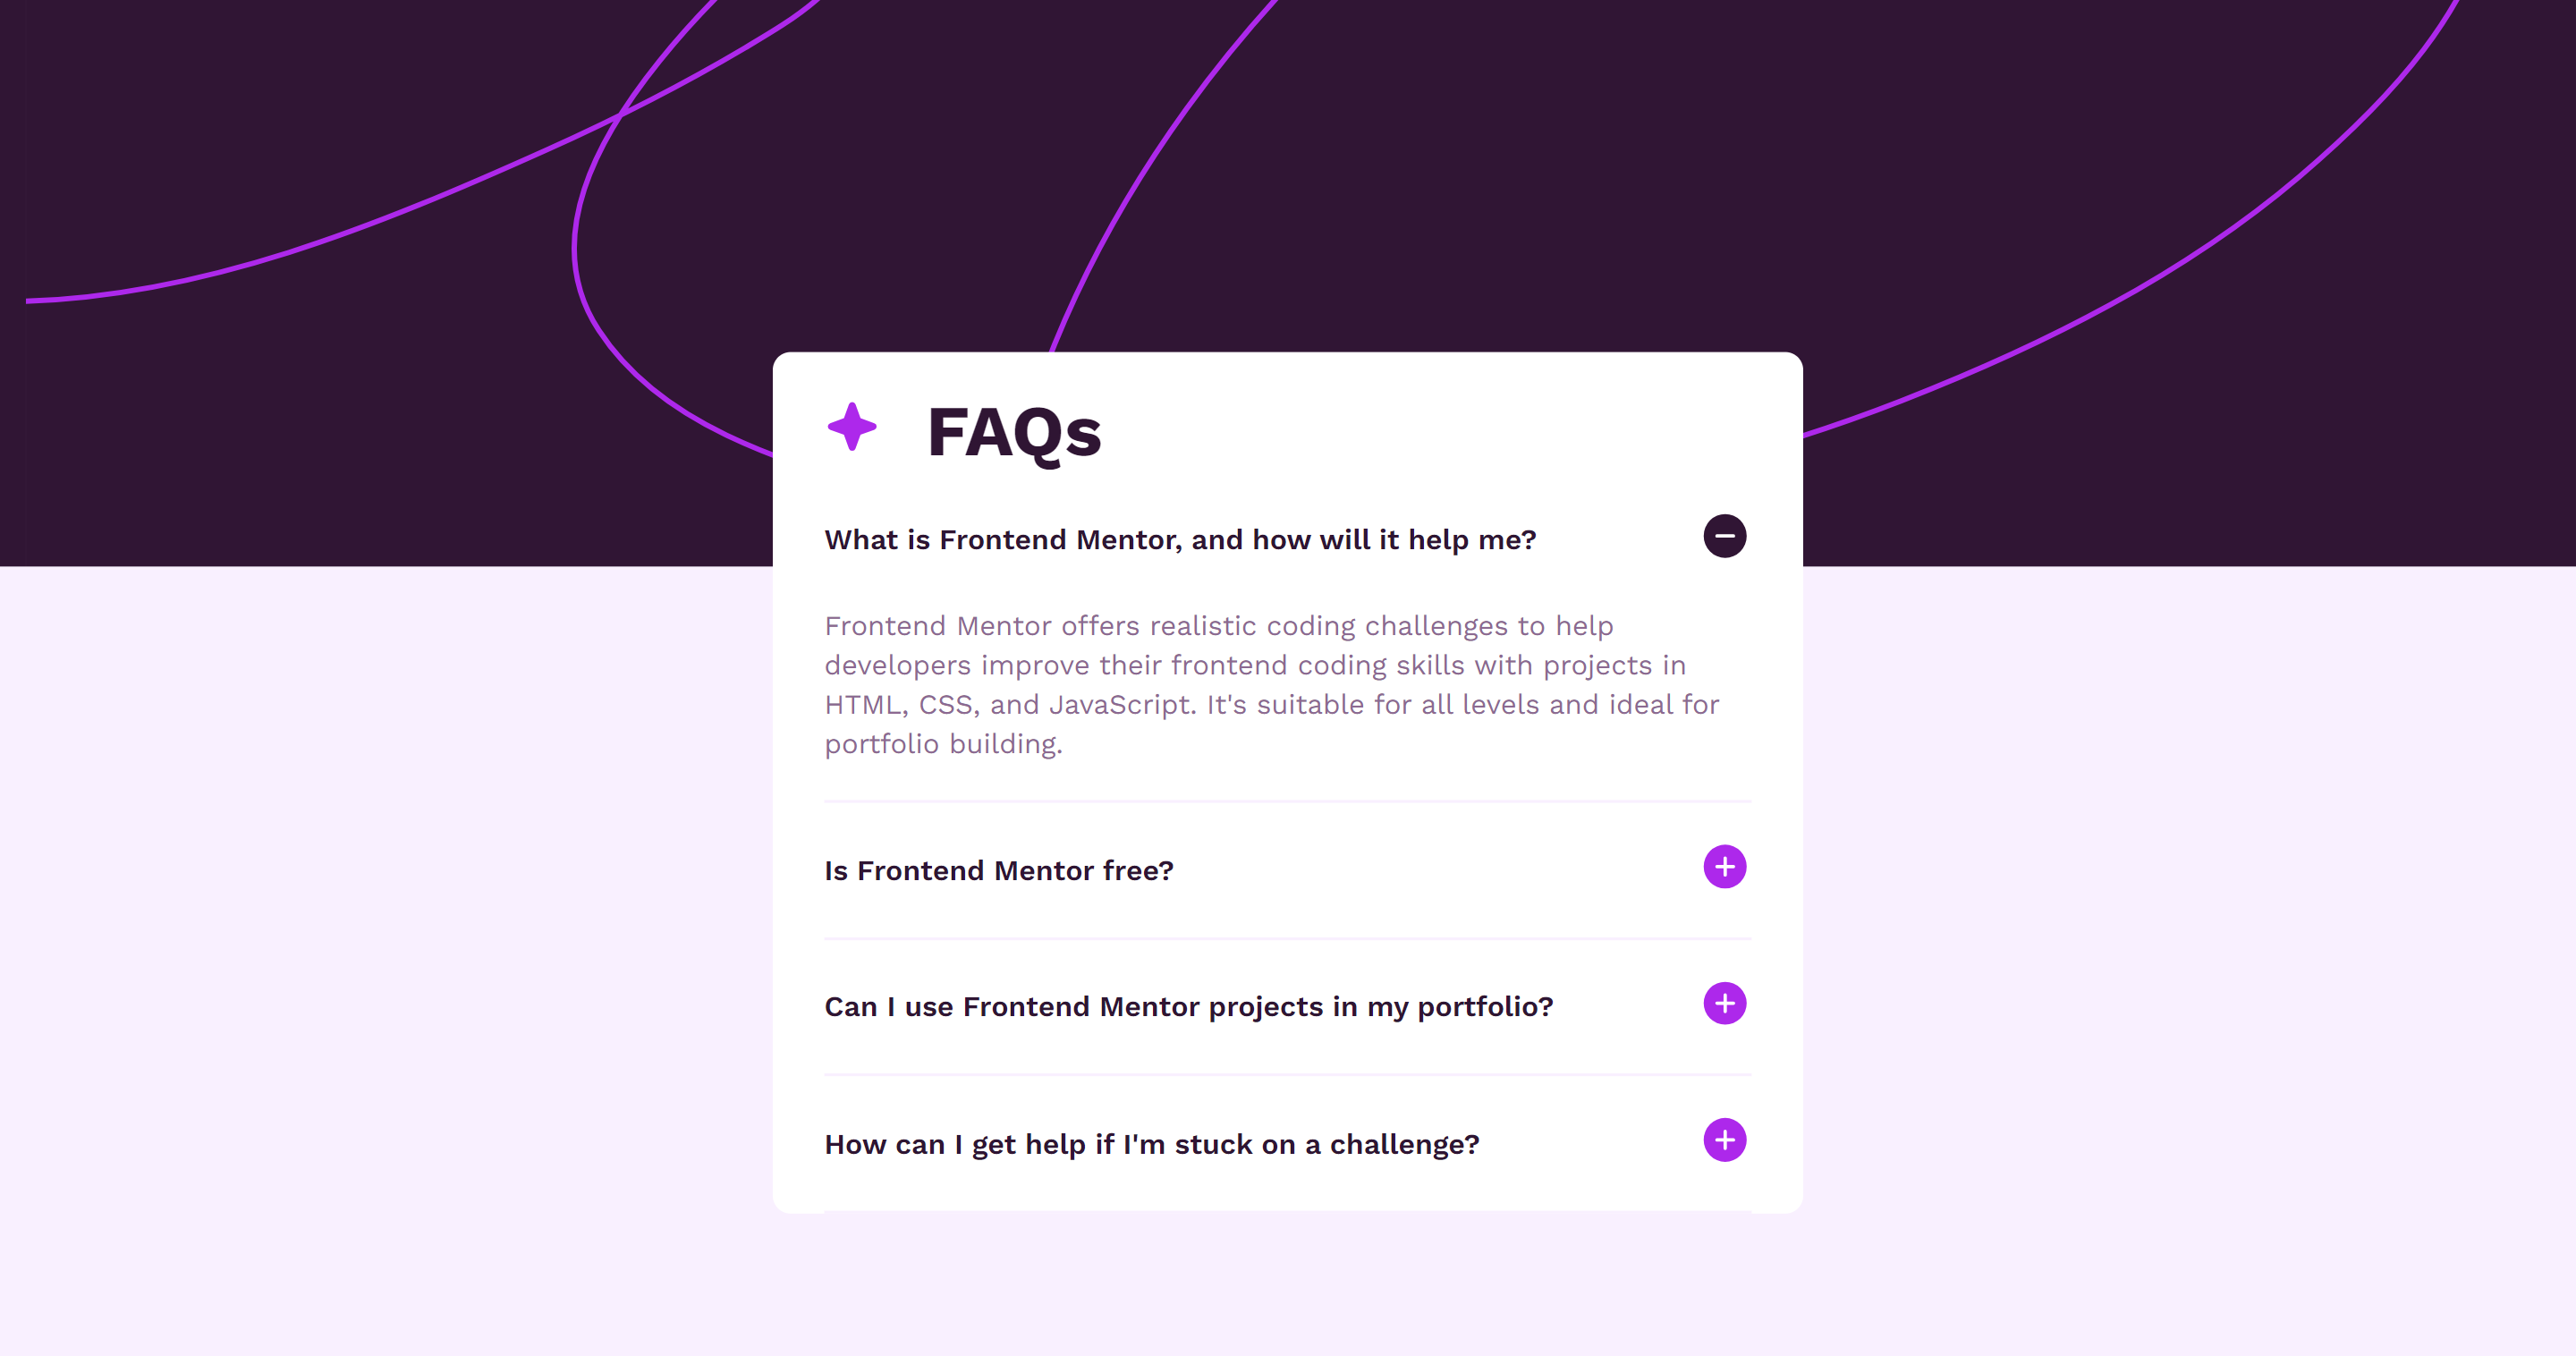 FAQs
What is Frontend Mentor, and how will it help me?
Frontend Mentor offers realistic coding challenges to help
developers improve their frontend coding skills with projects in
HTML, CSS, and JavaScript. It's suitable for all levels and ideal for
portfolio building.
Is Frontend Mentor free?
Can I use Frontend Mentor projects in my portfolio?
How can I get help if I'm stuck on a challenge?